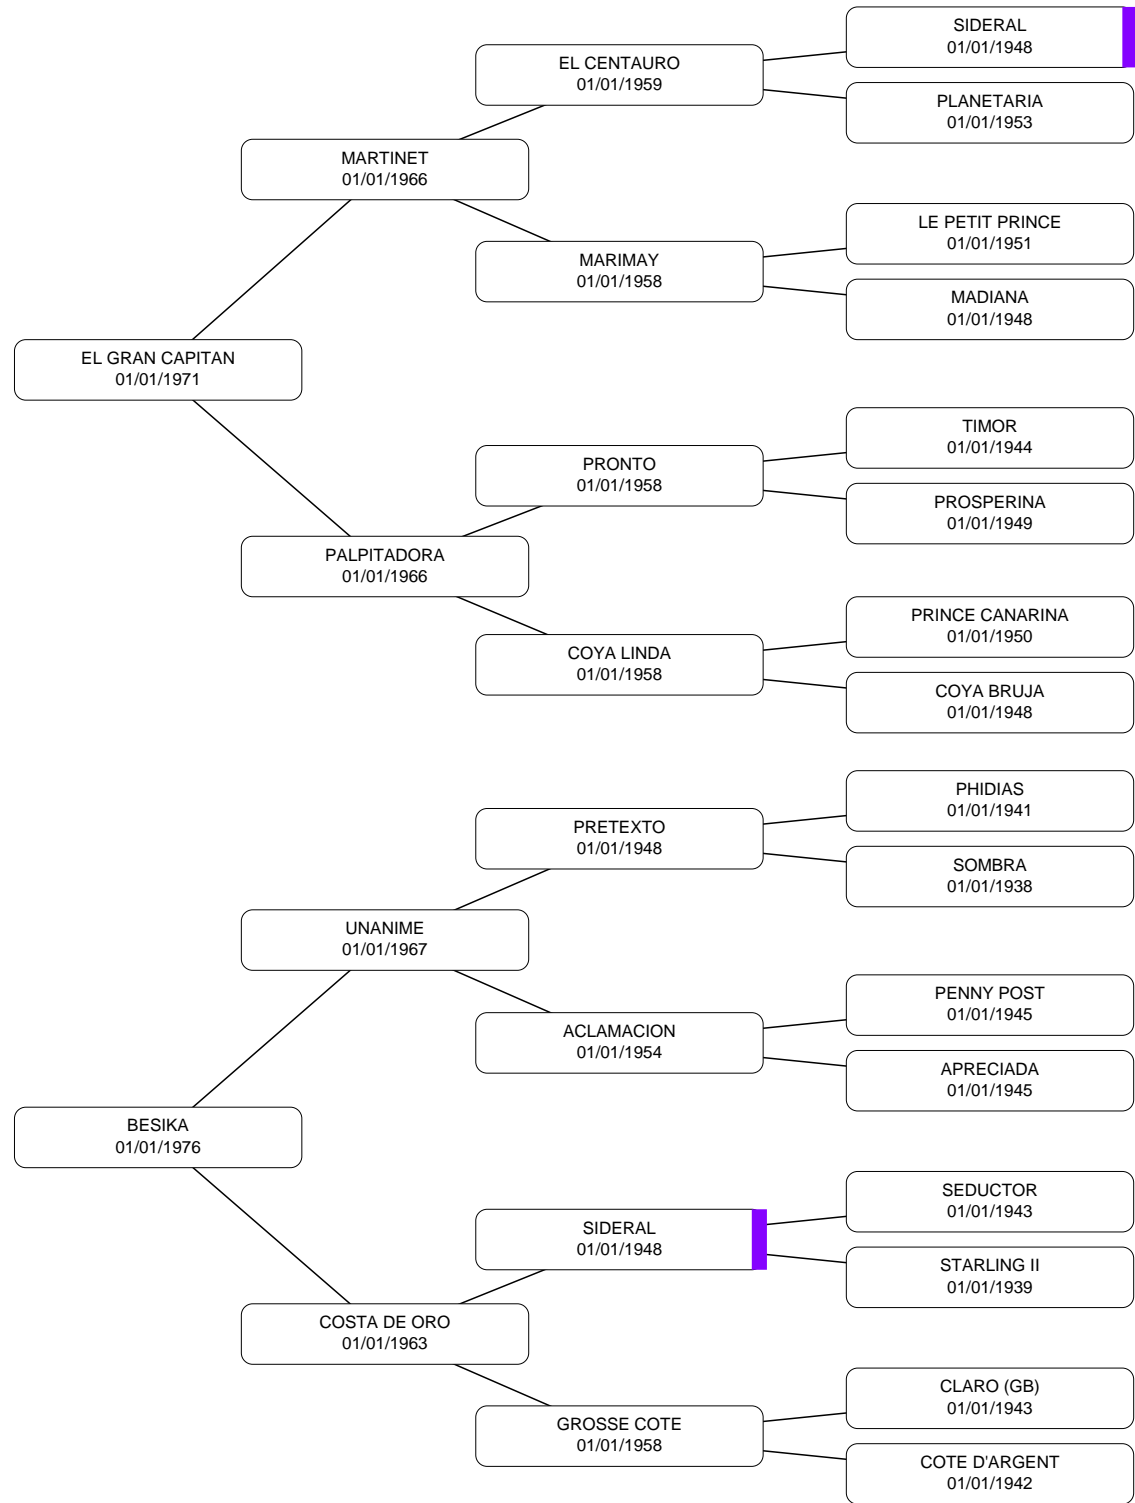 SIDERAL
01/01/1948
EL CENTAURO
01/01/1959
PLANETARIA
01/01/1953
MARTINET
01/01/1966
LE PETIT PRINCE
01/01/1951
MARIMAY
01/01/1958
MADIANA
01/01/1948
EL GRAN CAPITAN
01/01/1971
TIMOR
01/01/1944
PRONTO
01/01/1958
PROSPERINA
01/01/1949
PALPITADORA
01/01/1966
PRINCE CANARINA
01/01/1950
COYA LINDA
01/01/1958
COYA BRUJA
01/01/1948
PHIDIAS
01/01/1941
PRETEXTO
01/01/1948
SOMBRA
01/01/1938
UNANIME
01/01/1967
PENNY POST
01/01/1945
ACLAMACION
01/01/1954
APRECIADA
01/01/1945
BESIKA
01/01/1976
SEDUCTOR
01/01/1943
SIDERAL
01/01/1948
STARLING II
01/01/1939
COSTA DE ORO
01/01/1963
CLARO (GB)
01/01/1943
GROSSE COTE
01/01/1958
COTE D'ARGENT
01/01/1942